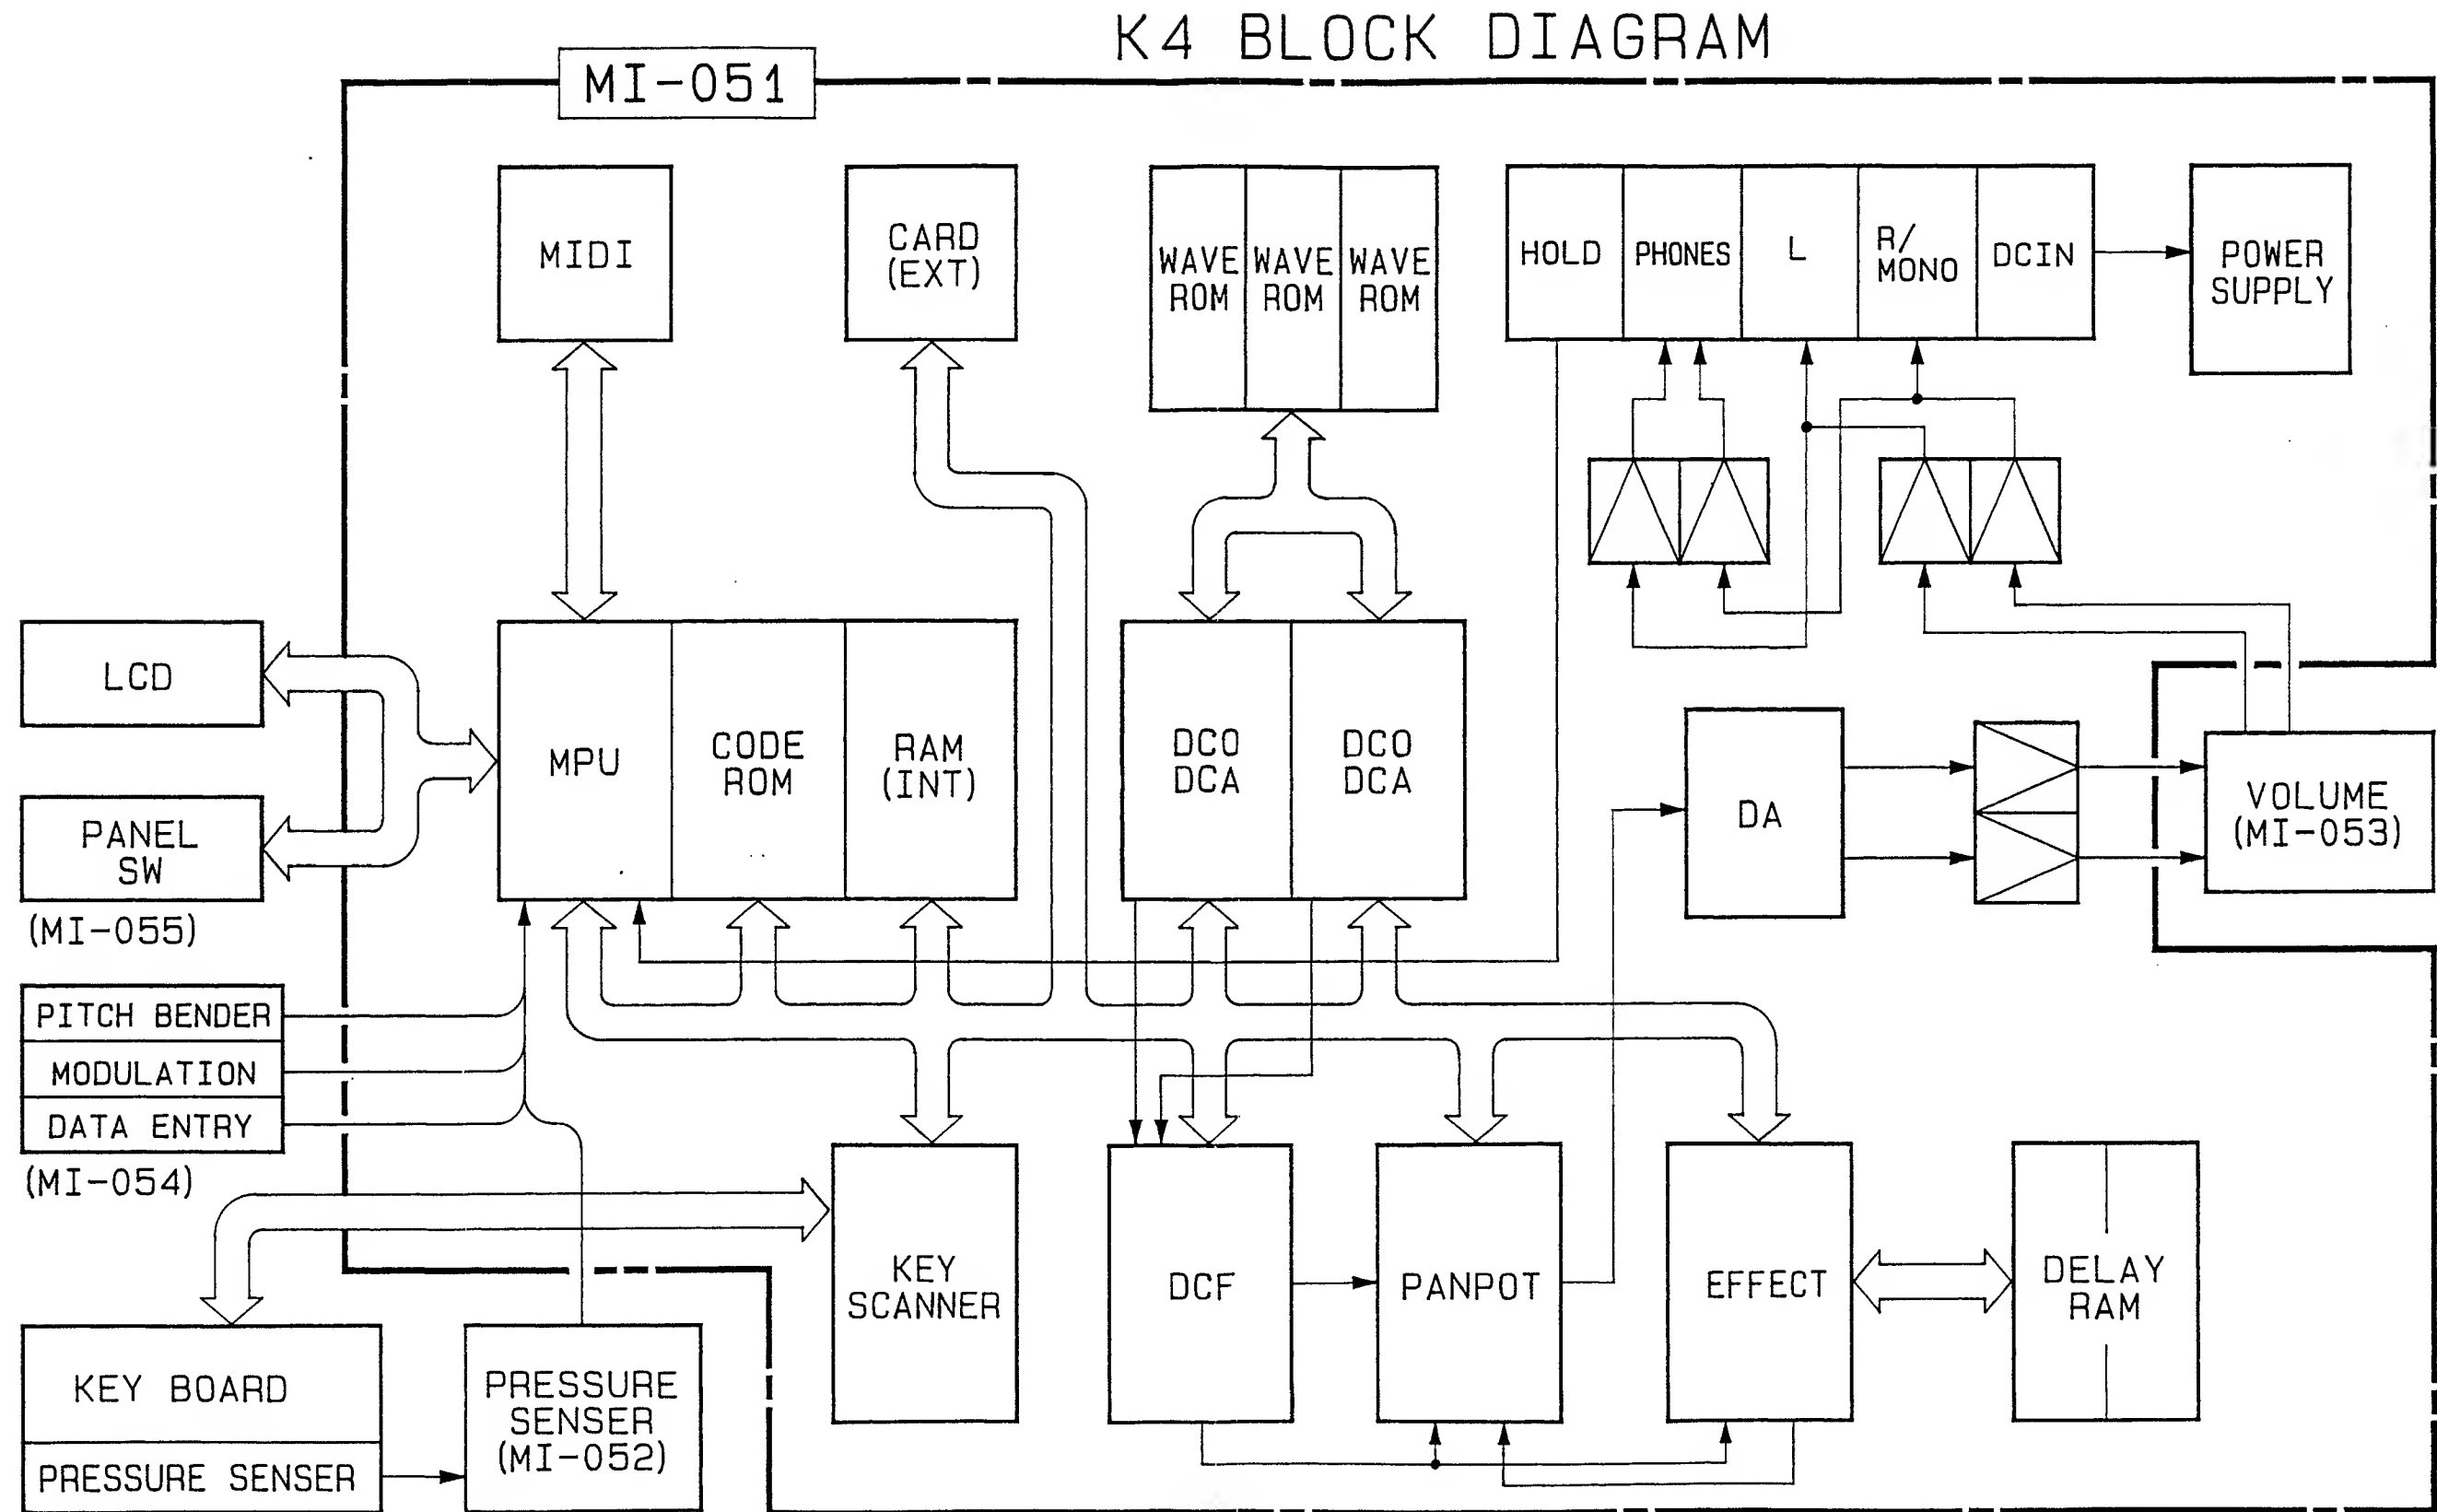 K4 BLOCK DIAGRAM
MI-051
MIDI
CARD
(EXT)
WAVE
ROM
WAVE
ROM
WAVE
ROM
HOLD
PHONES
L
R/
MONO
DCIN
POWER
SUPPLY
LCD
PANEL
SW
(MI-055)
MPU
CODE
ROM
RAM
(INT)
DCO
DCA
DCO
DCA
DA
VOLUME
(MI-053)
PITCH BENDER
MODULATION
DATA ENTRY
(MI-054)
KEY
SCANNER
DCF
PANPOT
EFFECT
DELAY
RAM
KEY BOARD
PRESSURE SENSER
PRESSURE
SENSER
(MI-052)